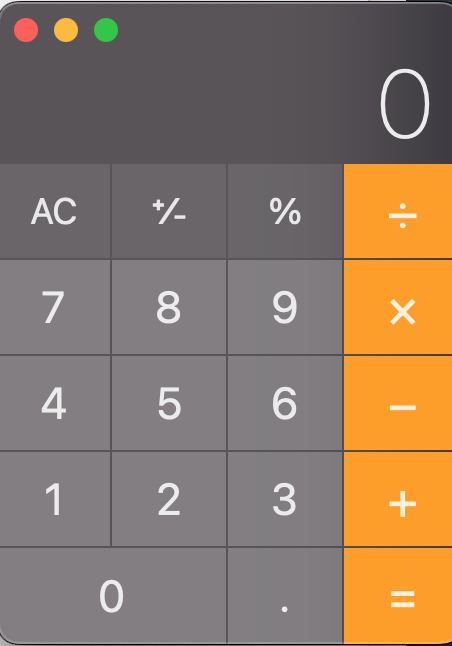 0
AC ⁺∕₋ % ÷
7 8 9 ×
4 5 6 −
1 2 3 +
0 . =